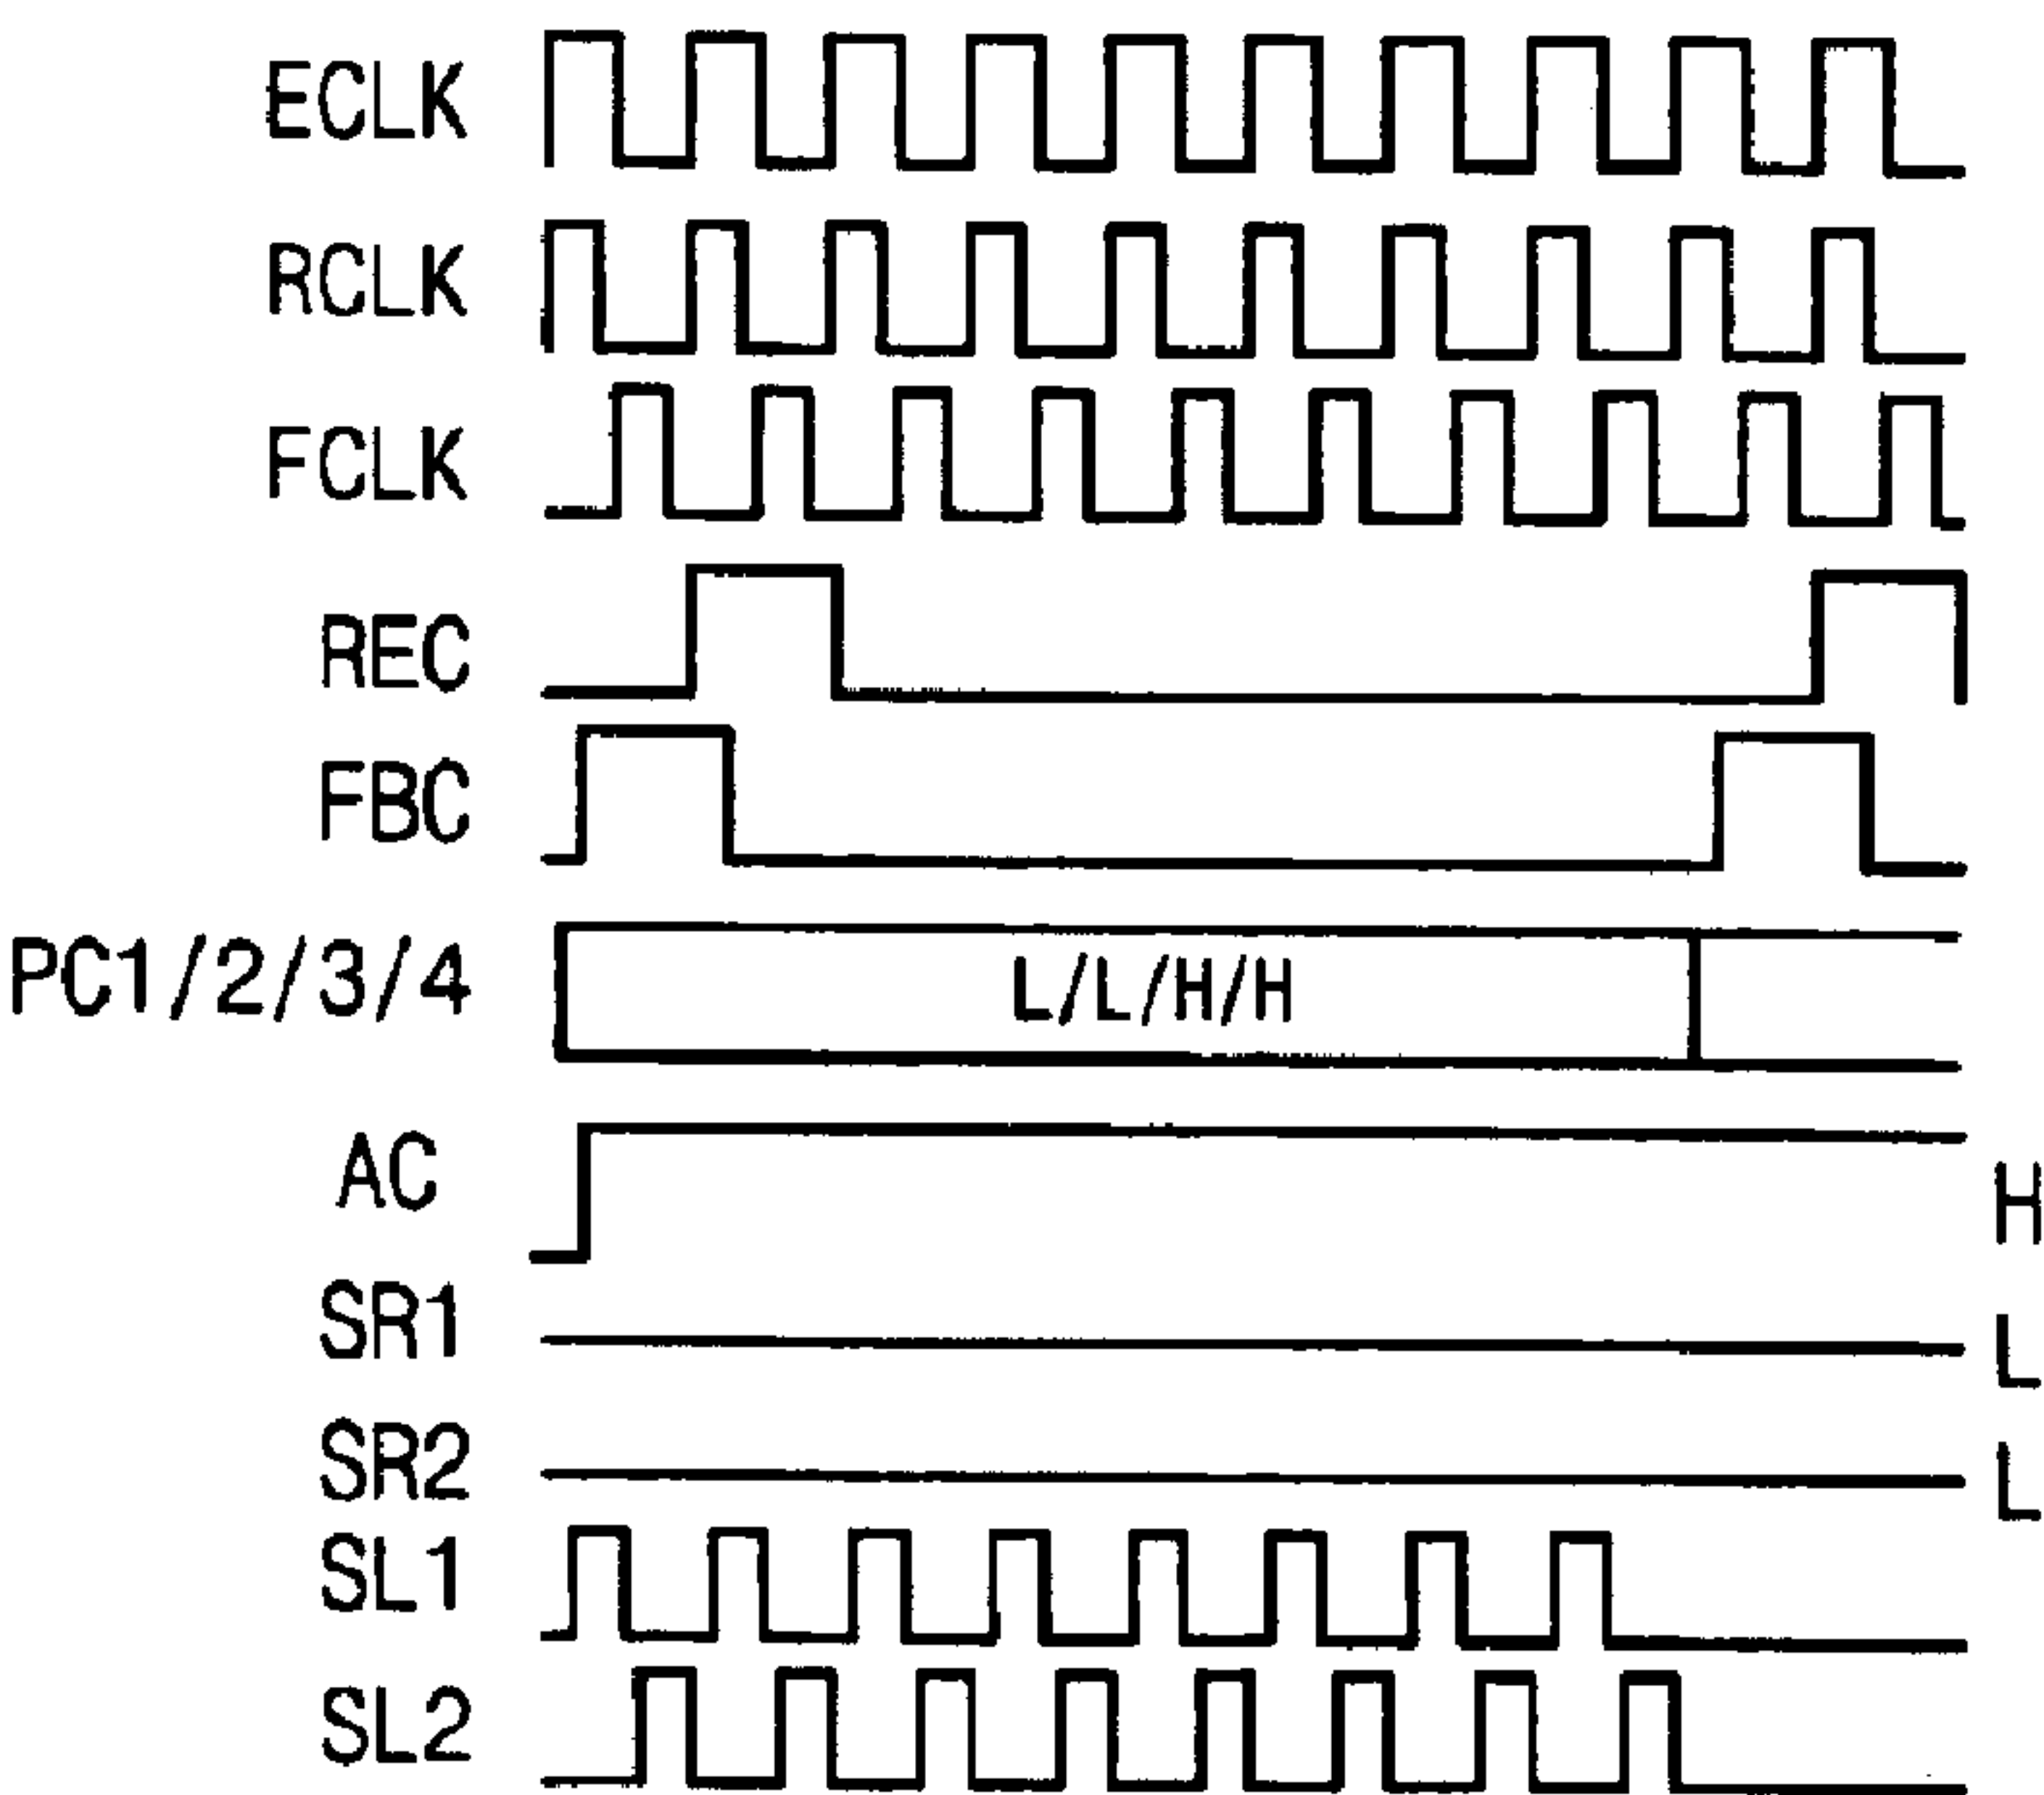 ECLK
RCLK
FCLK
REC
FBC
PC1/2/3/4
L/L/H/H
AC
H
SR1
L
SR2
L
SL1
SL2